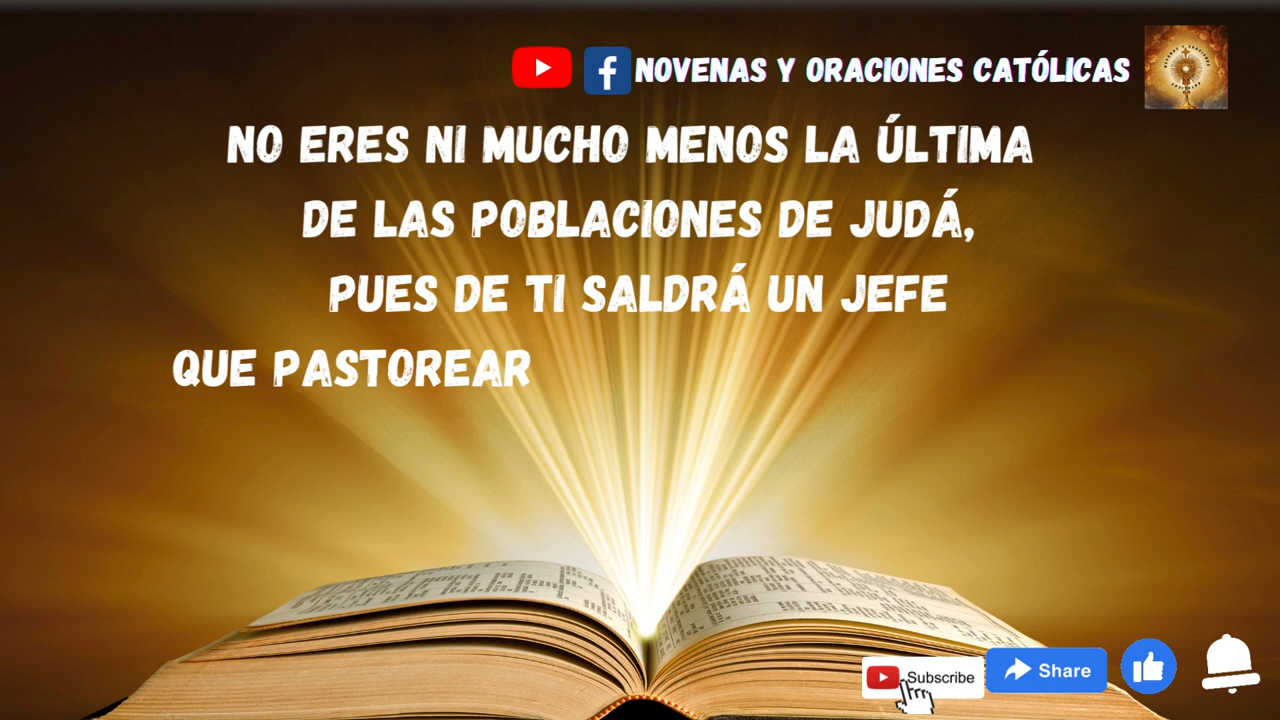 NOVENAS Y ORACIONES CATÓLICAS
NO ERES NI MUCHO MENOS LA ÚLTIMA
DE LAS POBLACIONES DE JUDÁ,
PUES DE TI SALDRÁ UN JEFE
QUE PASTOREAR
Subscribe
Share